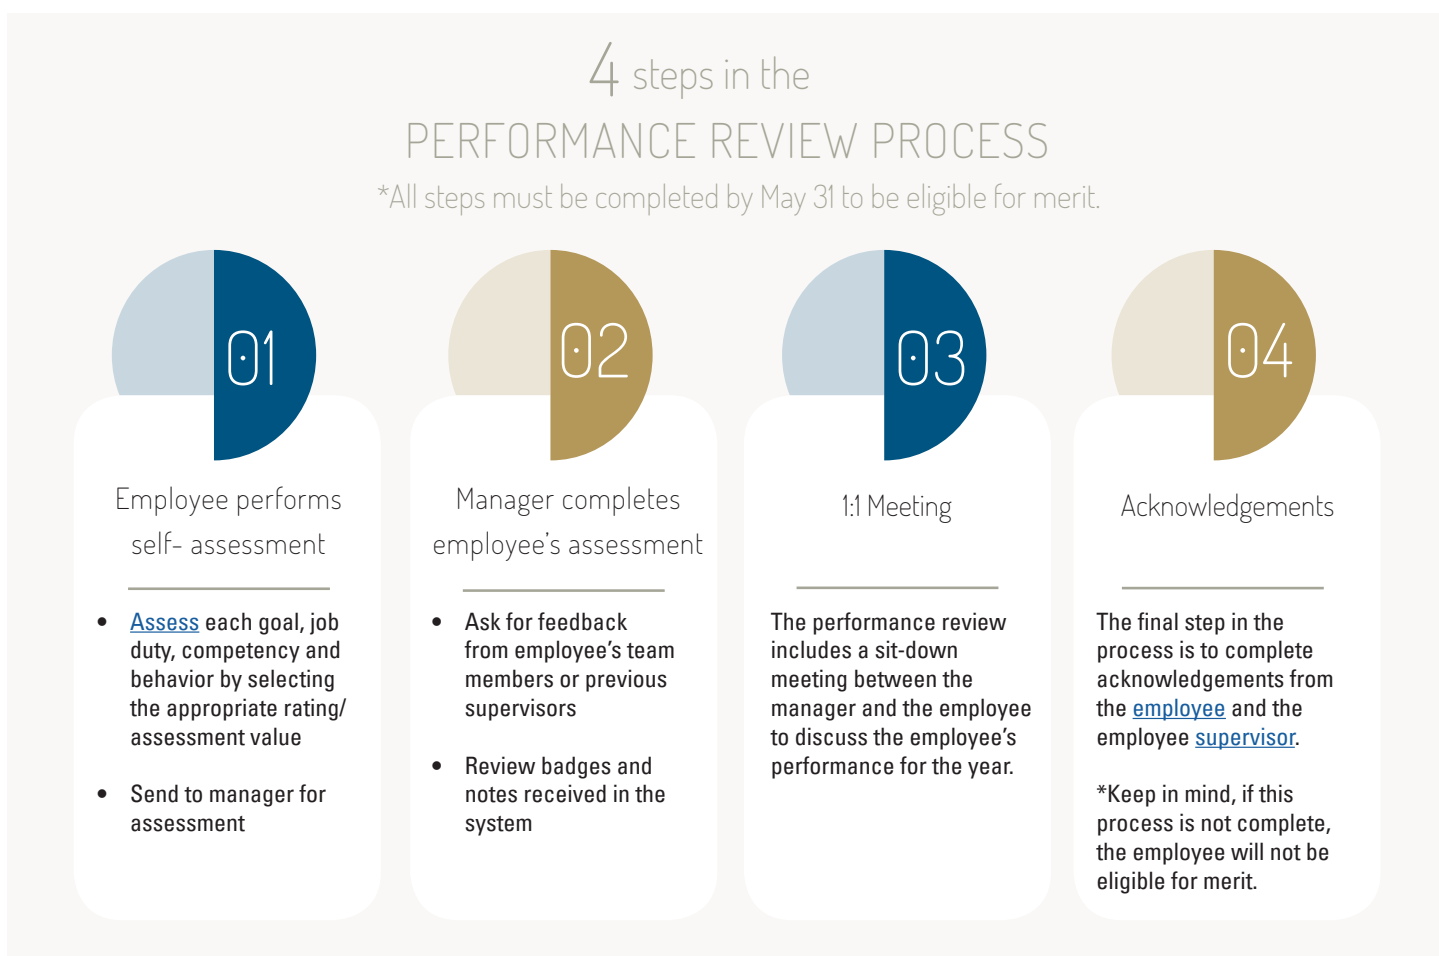 4 steps in the
PERFORMANCE REVIEW PROCESS
*All steps must be completed by May 31 to be eligible for merit.
01
Employee performs
self- assessment
• Assess each goal, job
duty, competency and
behavior by selecting
the appropriate rating/
assessment value
• Send to manager for
assessment
02
Manager completes
employee's assessment
• Ask for feedback
from employee's team
members or previous
supervisors
• Review badges and
notes received in the
system
03
1:1 Meeting
The performance review
includes a sit-down
meeting between the
manager and the employee
to discuss the employee's
performance for the year.
04
Acknowledgements
The final step in the
process is to complete
acknowledgements from
the employee and the
employee supervisor.
*Keep in mind, if this
process is not complete,
the employee will not be
eligible for merit.